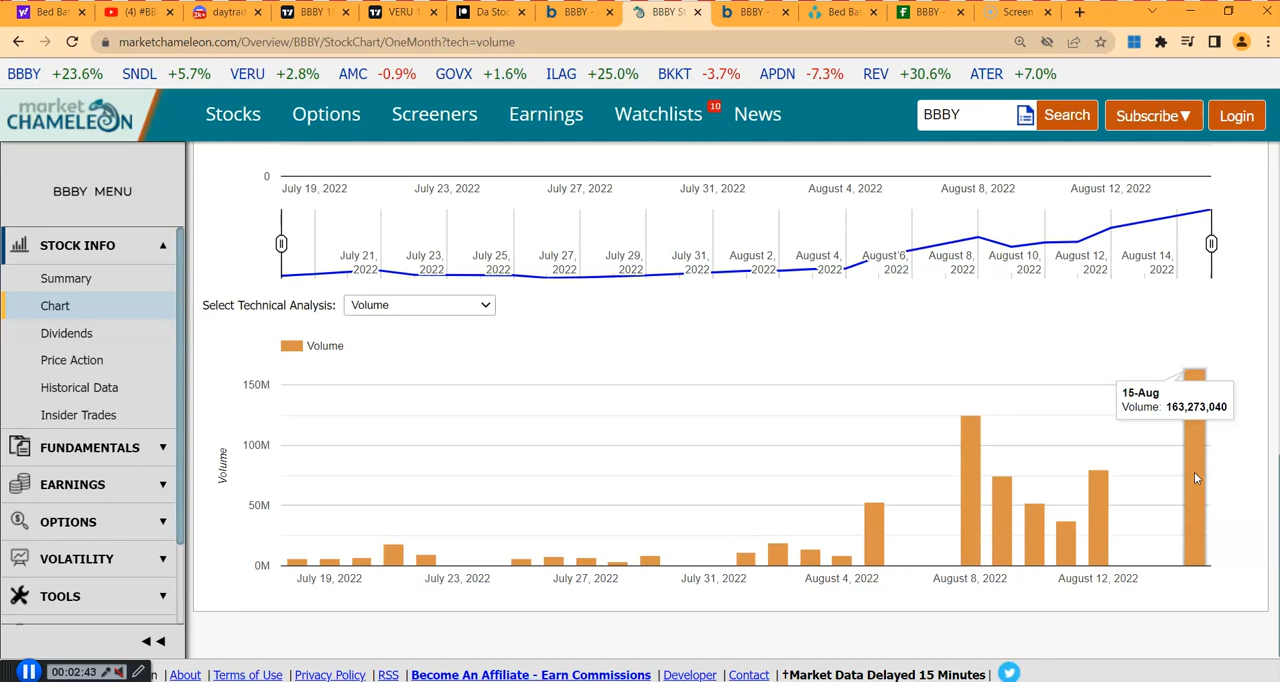 Bed Bat
(4) #BB
daytrad
BBBY 1
VERU 1
Da Stoc
BBBY -
BBBY St
BBBY -
Bed Ba
BBBY -
Screen
marketchameleon.com/Overview/BBBY/StockChart/OneMonth?tech=volume
BBBY +23.6% SNDL +5.7% VERU +2.8% AMC -0.9% GOVX +1.6% ILAG +25.0% BKKT -3.7% APDN -7.3% REV +30.6% ATER +7.0%
market
CHAMELEON
Stocks Options Screeners Earnings Watchlists 10 News
BBBY Search Subscribe▼ Login
BBBY MENU
STOCK INFO ▲
Summary
Chart
Dividends
Price Action
Historical Data
Insider Trades
FUNDAMENTALS ▼
EARNINGS ▼
OPTIONS ▼
VOLATILITY ▼
TOOLS ▼
◀◀
0
July 19, 2022 July 23, 2022 July 27, 2022 July 31, 2022 August 4, 2022 August 8, 2022 August 12, 2022
July 21, 2022
July 23, 2022
July 25, 2022
July 27, 2022
July 29, 2022
July 31, 2022
August 2, 2022
August 4, 2022
August 6, 2022
August 8, 2022
August 10, 2022
August 12, 2022
August 14, 2022
Select Technical Analysis: Volume
Volume
150M
100M
50M
0M
Volume
15-Aug
Volume: 163,273,040
July 19, 2022 July 23, 2022 July 27, 2022 July 31, 2022 August 4, 2022 August 8, 2022 August 12, 2022
00:02:43
n | About | Terms of Use | Privacy Policy | RSS | Become An Affiliate - Earn Commissions | Developer | Contact | †Market Data Delayed 15 Minutes |